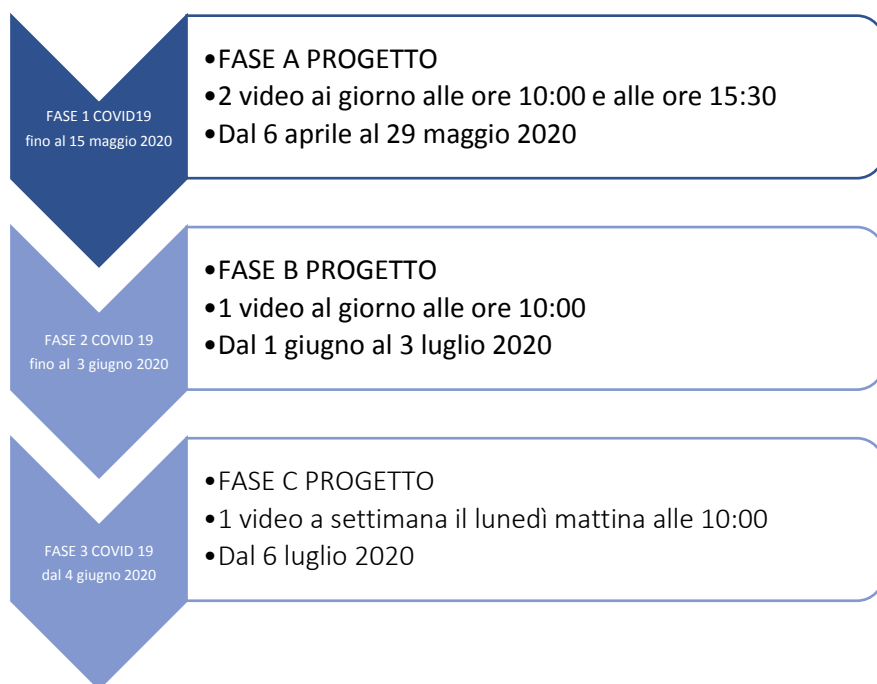 FASE 1 COVID19
fino al 15 maggio 2020
•FASE A PROGETTO
•2 video ai giorno alle ore 10:00 e alle ore 15:30
•Dal 6 aprile al 29 maggio 2020
FASE 2 COVID 19
fino al  3 giugno 2020
•FASE B PROGETTO
•1 video al giorno alle ore 10:00
•Dal 1 giugno al 3 luglio 2020
FASE 3 COVID 19
dal 4 giugno 2020
•FASE C PROGETTO
•1 video a settimana il lunedì mattina alle 10:00
•Dal 6 luglio 2020